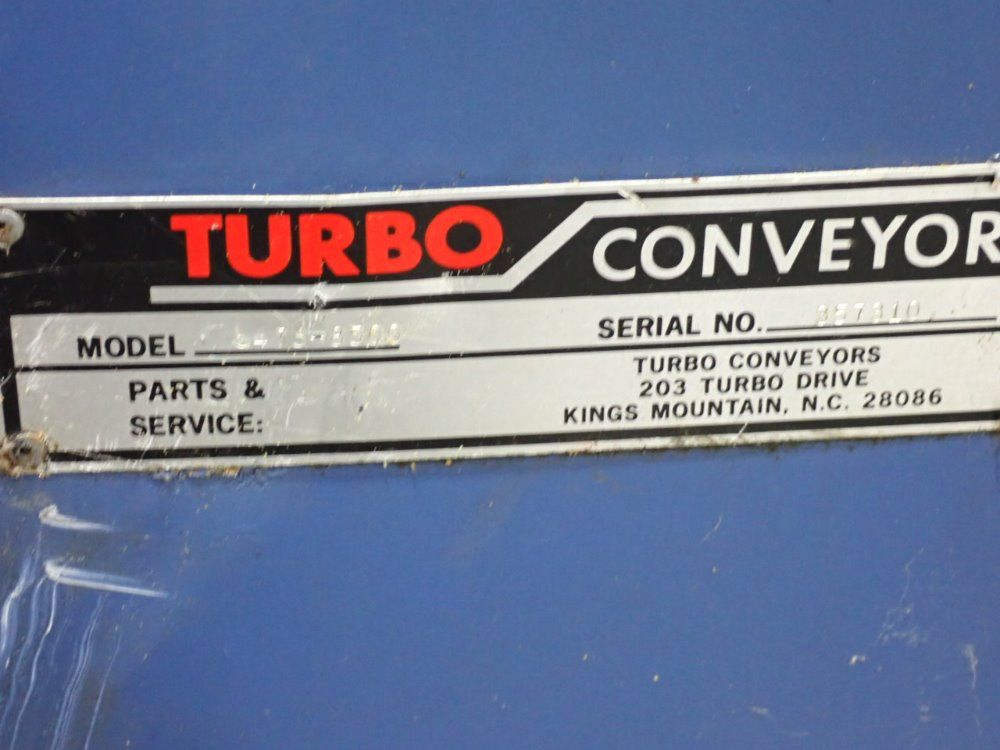 TURBO CONVEYOR
MODEL SERIAL NO.
PARTS &
SERVICE:
TURBO CONVEYORS
203 TURBO DRIVE
KINGS MOUNTAIN, N.C. 28086